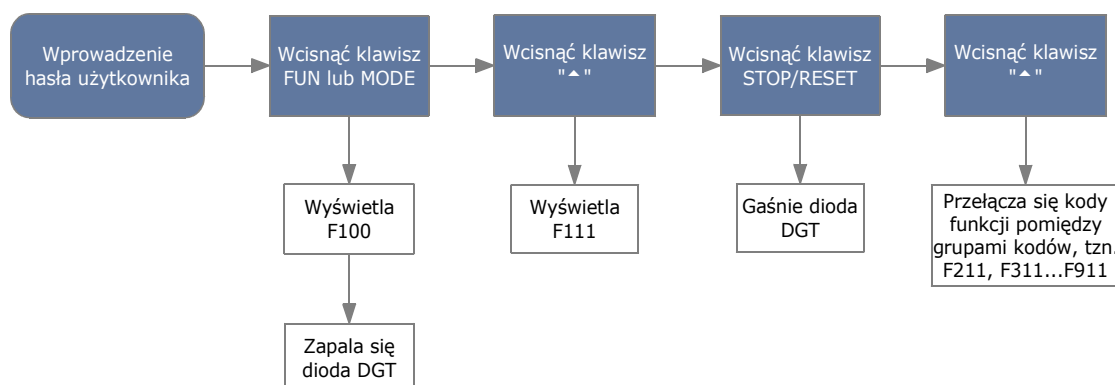 Wprowadzenie
hasła użytkownika
Wcisnąć klawisz
FUN lub MODE
Wcisnąć klawisz
"▲"
Wcisnąć klawisz
STOP/RESET
Wcisnąć klawisz
"▲"
Wyświetla
F100
Wyświetla
F111
Gaśnie dioda
DGT
Przełącza się kody
funkcji pomiędzy
grupami kodów, tzn.
F211, F311...F911
Zapala się
dioda DGT